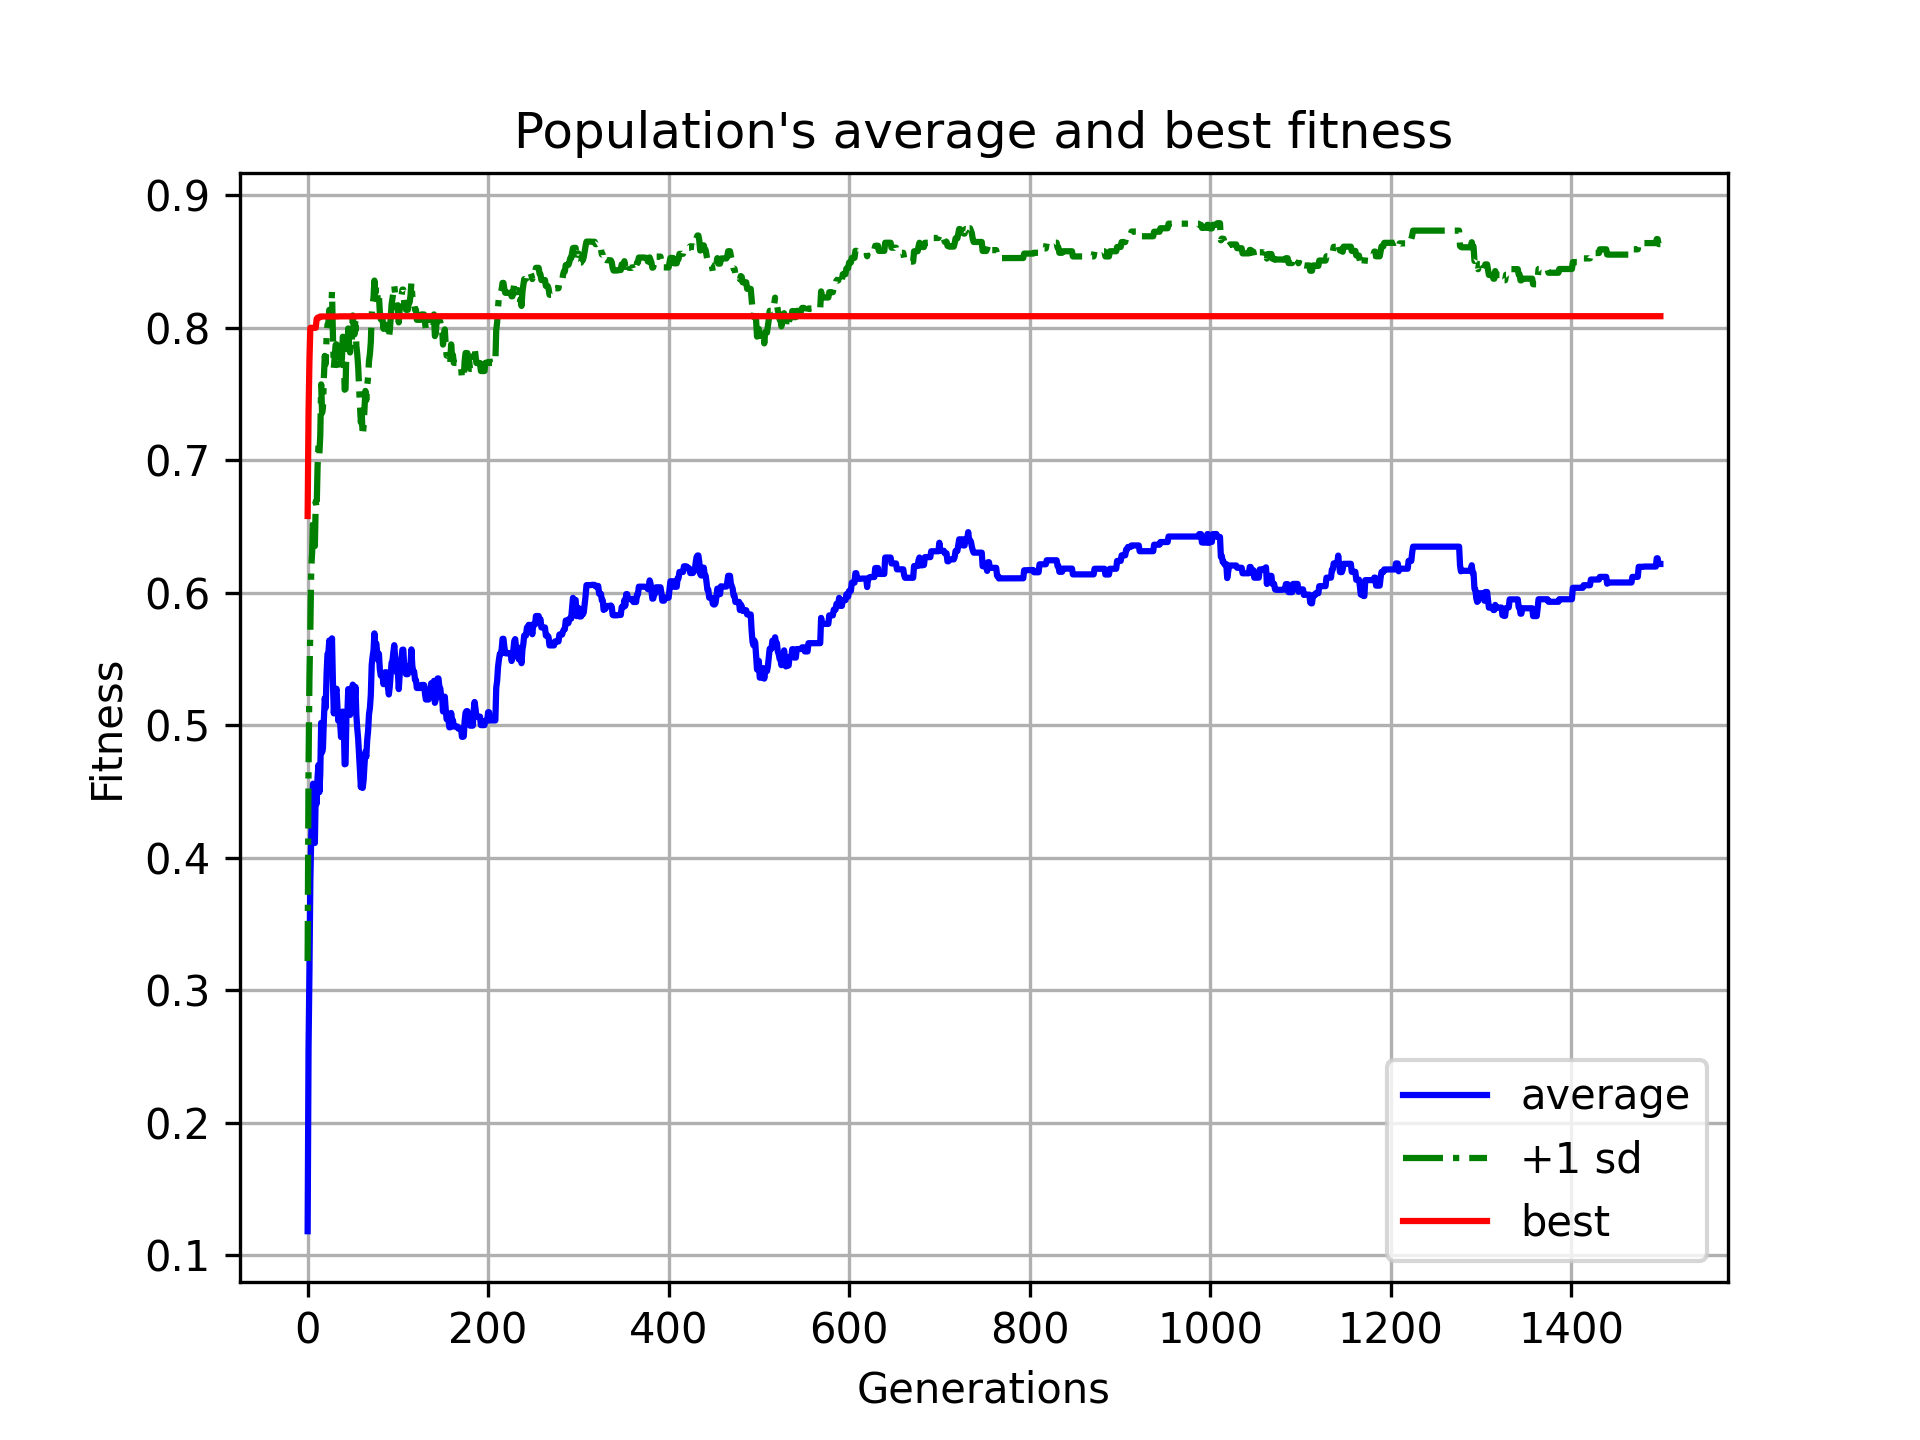 Population's average and best fitness
0.9
0.8
0.7
0.6
0.5
0.4
0.3
0.2
0.1
Fitness
0 200 400 600 800 1000 1200 1400
Generations
average
+1 sd
best